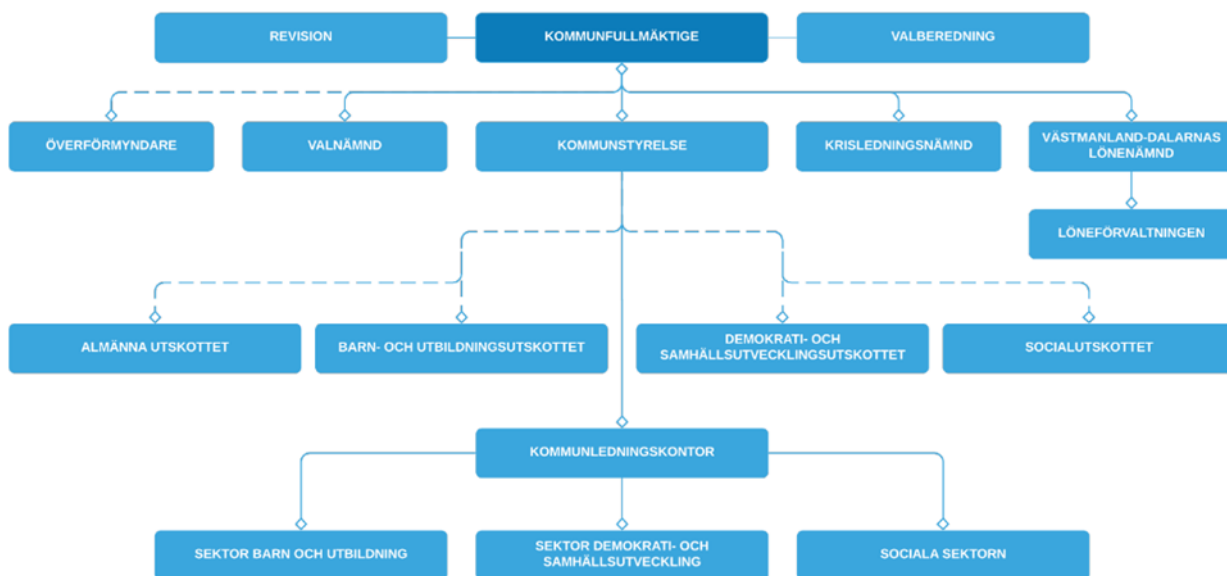 REVISION
KOMMUNFULLMÄKTIGE
VALBEREDNING
ÖVERFÖRMYNDARE
VALNÄMND
KOMMUNSTYRELSE
KRISLEDNINGSNÄMND
VÄSTMANLAND-DALARNAS
LÖNENÄMND
LÖNEFÖRVALTNINGEN
ALMÄNNA UTSKOTTET
BARN- OCH UTBILDNINGSUTSKOTTET
DEMOKRATI- OCH
SAMHÄLLSUTVECKLINGSUTSKOTTET
SOCIALUTSKOTTET
KOMMUNLEDNINGSKONTOR
SEKTOR BARN OCH UTBILDNING
SEKTOR DEMOKRATI- OCH
SAMHÄLLSUTVECKLING
SOCIALA SEKTORN